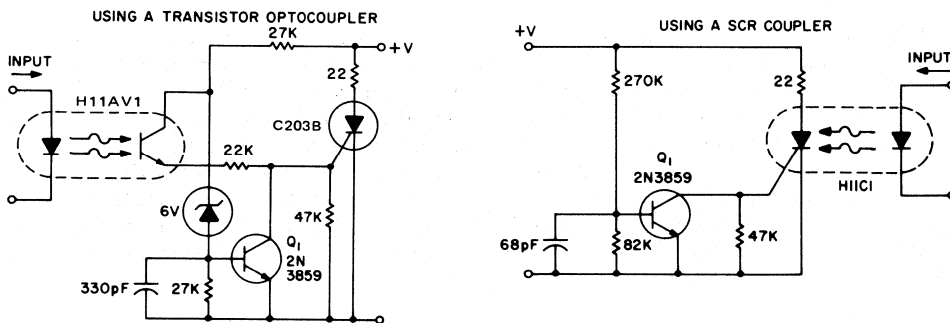 USING A TRANSISTOR OPTOCOUPLER
27K
+V
INPUT
22
H11AV1
C203B
22K
6V
47K
Q1
2N
3859
330pF
27K
USING A SCR COUPLER
+V
INPUT
270K
22
Q1
2N3859
H11C1
68pF
82K
47K